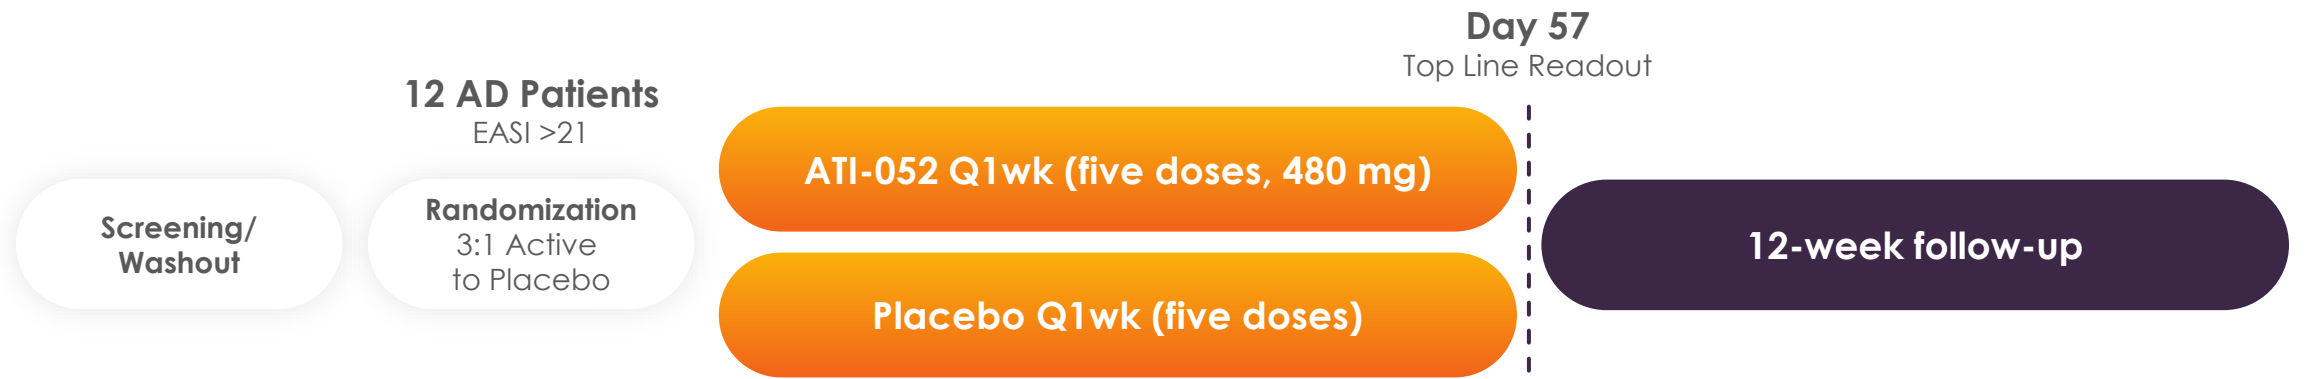 Screening/
Washout
12 AD Patients
EASI >21
Randomization
3:1 Active
to Placebo
ATI-052 Q1wk (five doses, 480 mg)
Placebo Q1wk (five doses)
Day 57
Top Line Readout
12-week follow-up